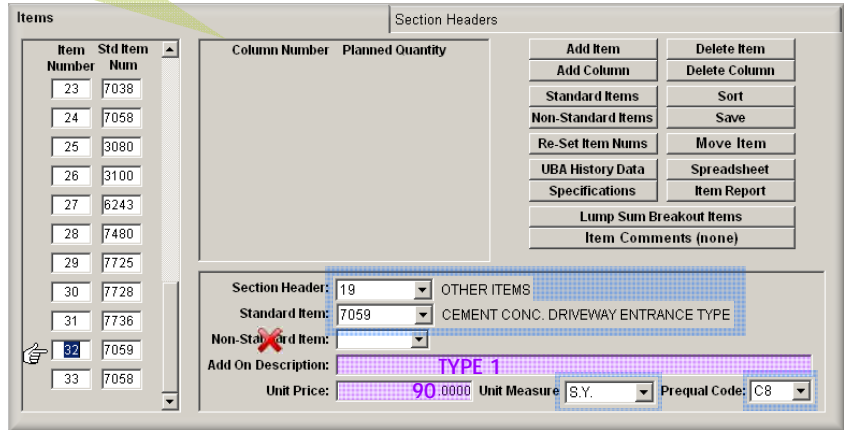 Items Section Headers
Item Number Std Item Num
23 7038
24 7058
25 3080
26 3100
27 6243
28 7480
29 7725
30 7728
31 7736
32 7059
33 7058
Column Number Planned Quantity
Add Item Delete Item
Add Column Delete Column
Standard Items Sort
Non-Standard Items Save
Re-Set Item Nums Move Item
UBA History Data Spreadsheet
Specifications Item Report
Lump Sum Breakout Items
Item Comments (none)
Section Header: 19 OTHER ITEMS
Standard Item: 7059 CEMENT CONC. DRIVEWAY ENTRANCE TYPE
Non-Standard Item:
Add On Description: TYPE 1
Unit Price: 90.0000 Unit Measure S.Y. Prequal Code: C8